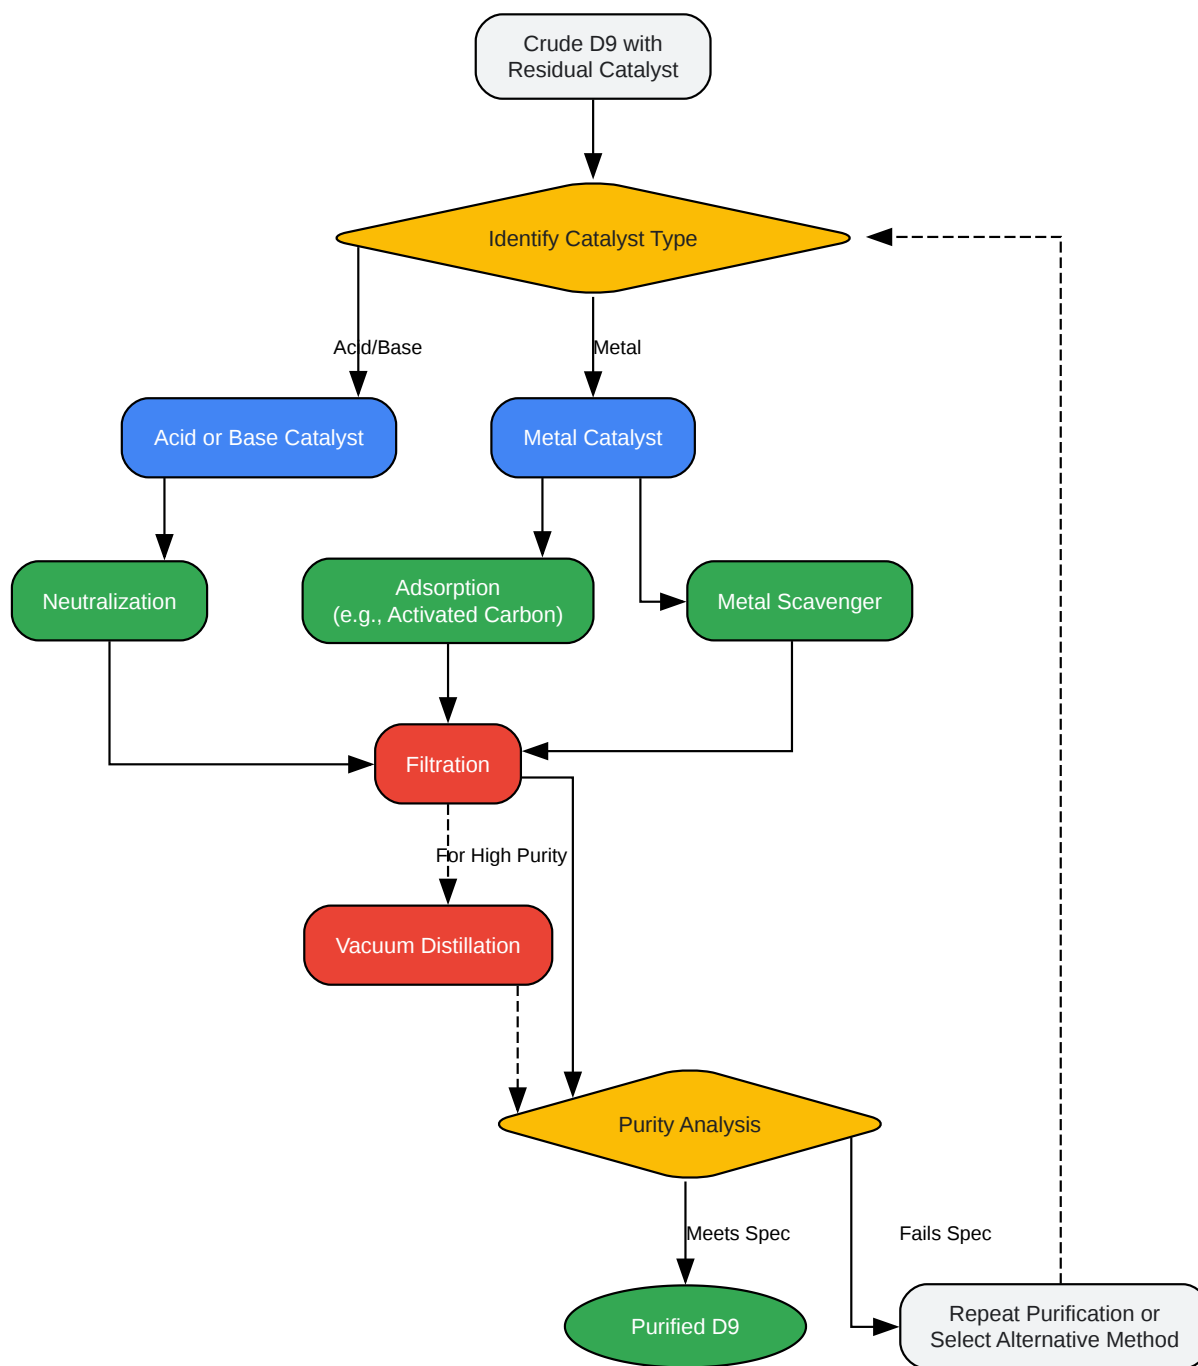 Crude D9 with
Residual Catalyst
Identify Catalyst Type
Acid/Base
Metal
Acid or Base Catalyst
Metal Catalyst
Neutralization
Adsorption
(e.g., Activated Carbon)
Metal Scavenger
Filtration
For High Purity
Vacuum Distillation
Purity Analysis
Meets Spec
Fails Spec
Purified D9
Repeat Purification or
Select Alternative Method